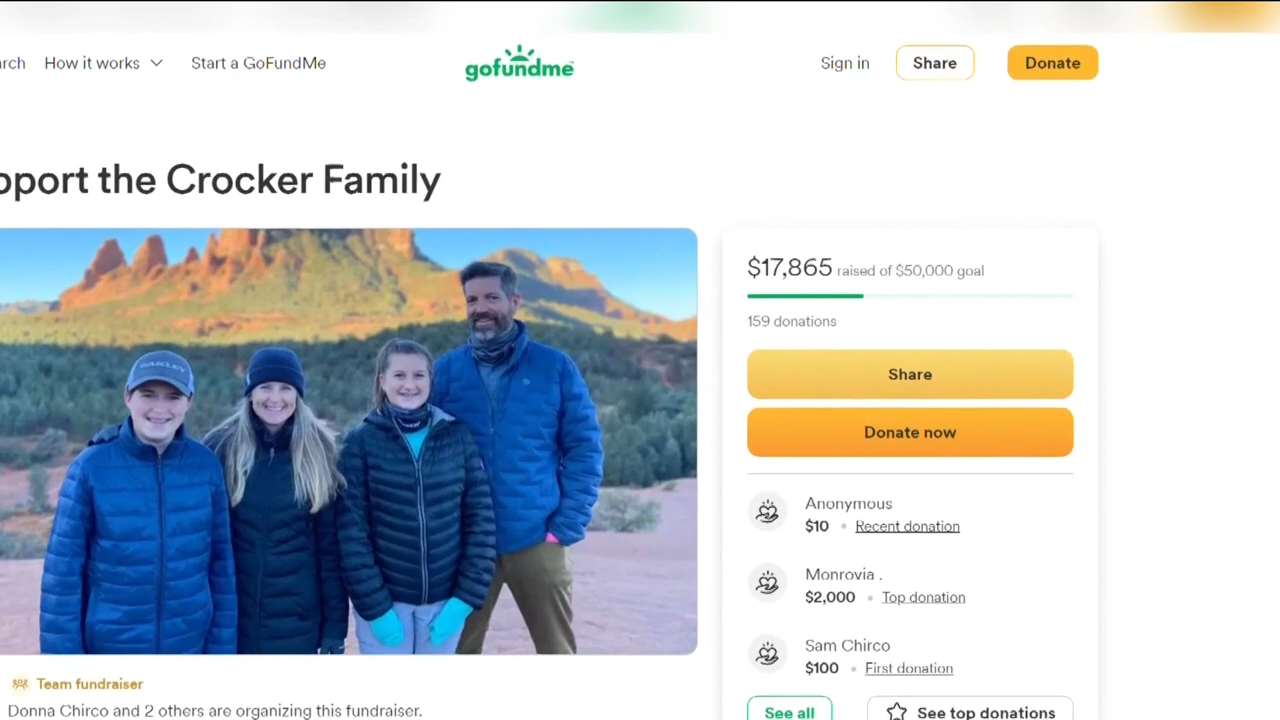 arch How it works Start a GoFundMe gofundme Sign in Share Donate
pport the Crocker Family
OAKLEY
$17,865 raised of $50,000 goal
159 donations
Share
Donate now
Anonymous
$10 • Recent donation
Monrovia .
$2,000 • Top donation
Sam Chirco
$100 • First donation
Team fundraiser
Donna Chirco and 2 others are organizing this fundraiser.
See all See top donations